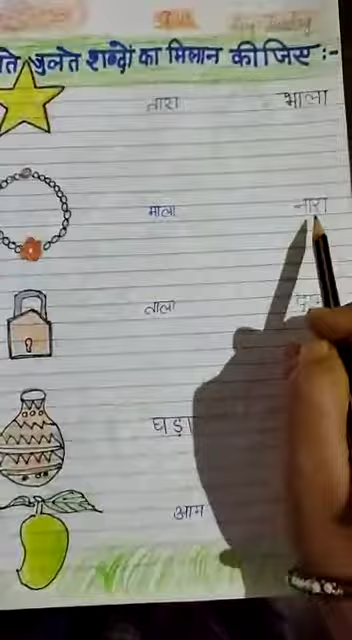 ति जुलते शब्दों का मिलान कीजिए :-
तारा भाला
माला नारा
ताला
घड़ा
आम